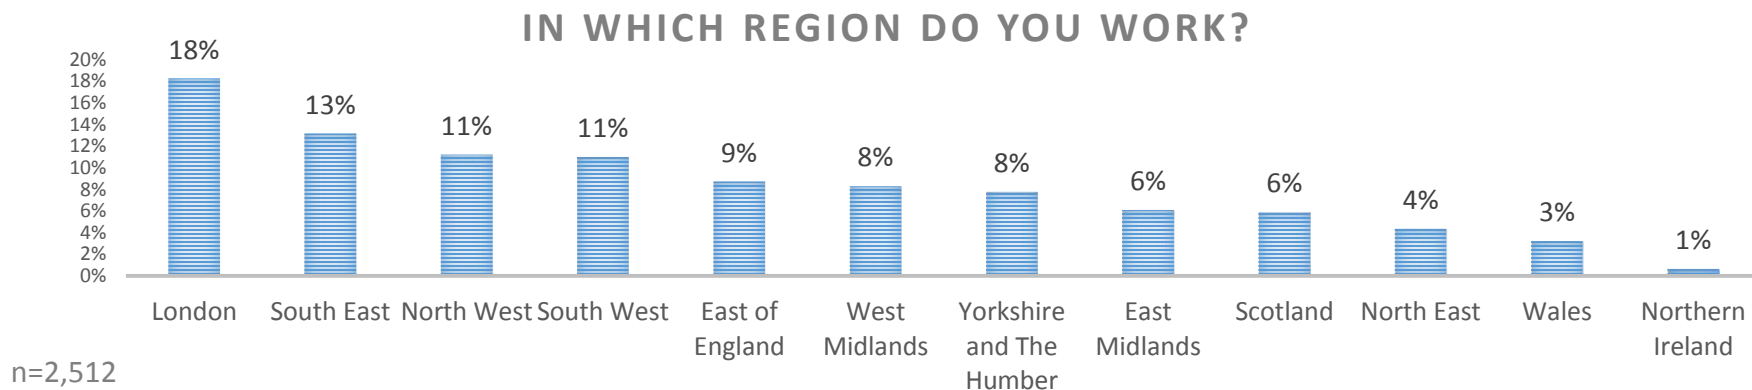 IN WHICH REGION DO YOU WORK?
20%
18%
16%
14%
12%
10%
8%
6%
4%
2%
0%
18%
13%
11%
11%
9%
8%
8%
6%
6%
4%
3%
1%
London
South East
North West
South West
East of
England
West
Midlands
Yorkshire
and The
Humber
East
Midlands
Scotland
North East
Wales
Northern
Ireland
n=2,512